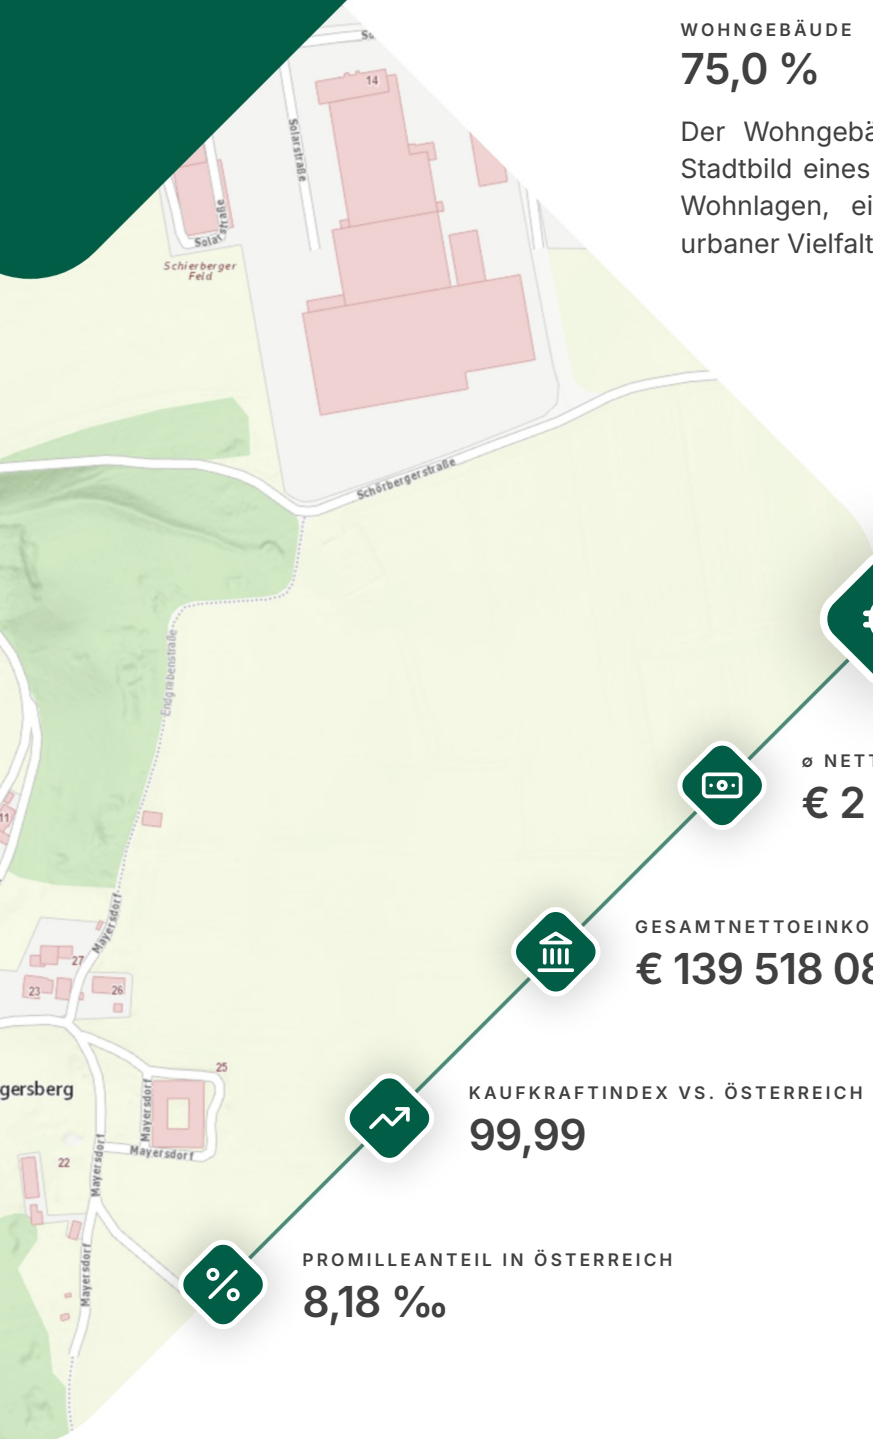 WOHNGEBÄUDE
75,0 %
Der Wohngebä
Stadtbild eines
Wohnlagen, ei
urbaner Vielfalt
14
Solarstraße
Solarstraße
Schierberger
Feld
Schörbergerstraße
Endgrabenstraße
ø NETT
€ 2
11
Mayersdorf
27
23
26
GESAMTNETTOEINKO
€ 139 518 08
gersberg
25
Mayersdorf
KAUFKRAFTINDEX VS. ÖSTERREICH
99,99
Mayersdorf
22
Mayersdorf
Mayersdorf
PROMILLEANTEIL IN ÖSTERREICH
8,18 ‰